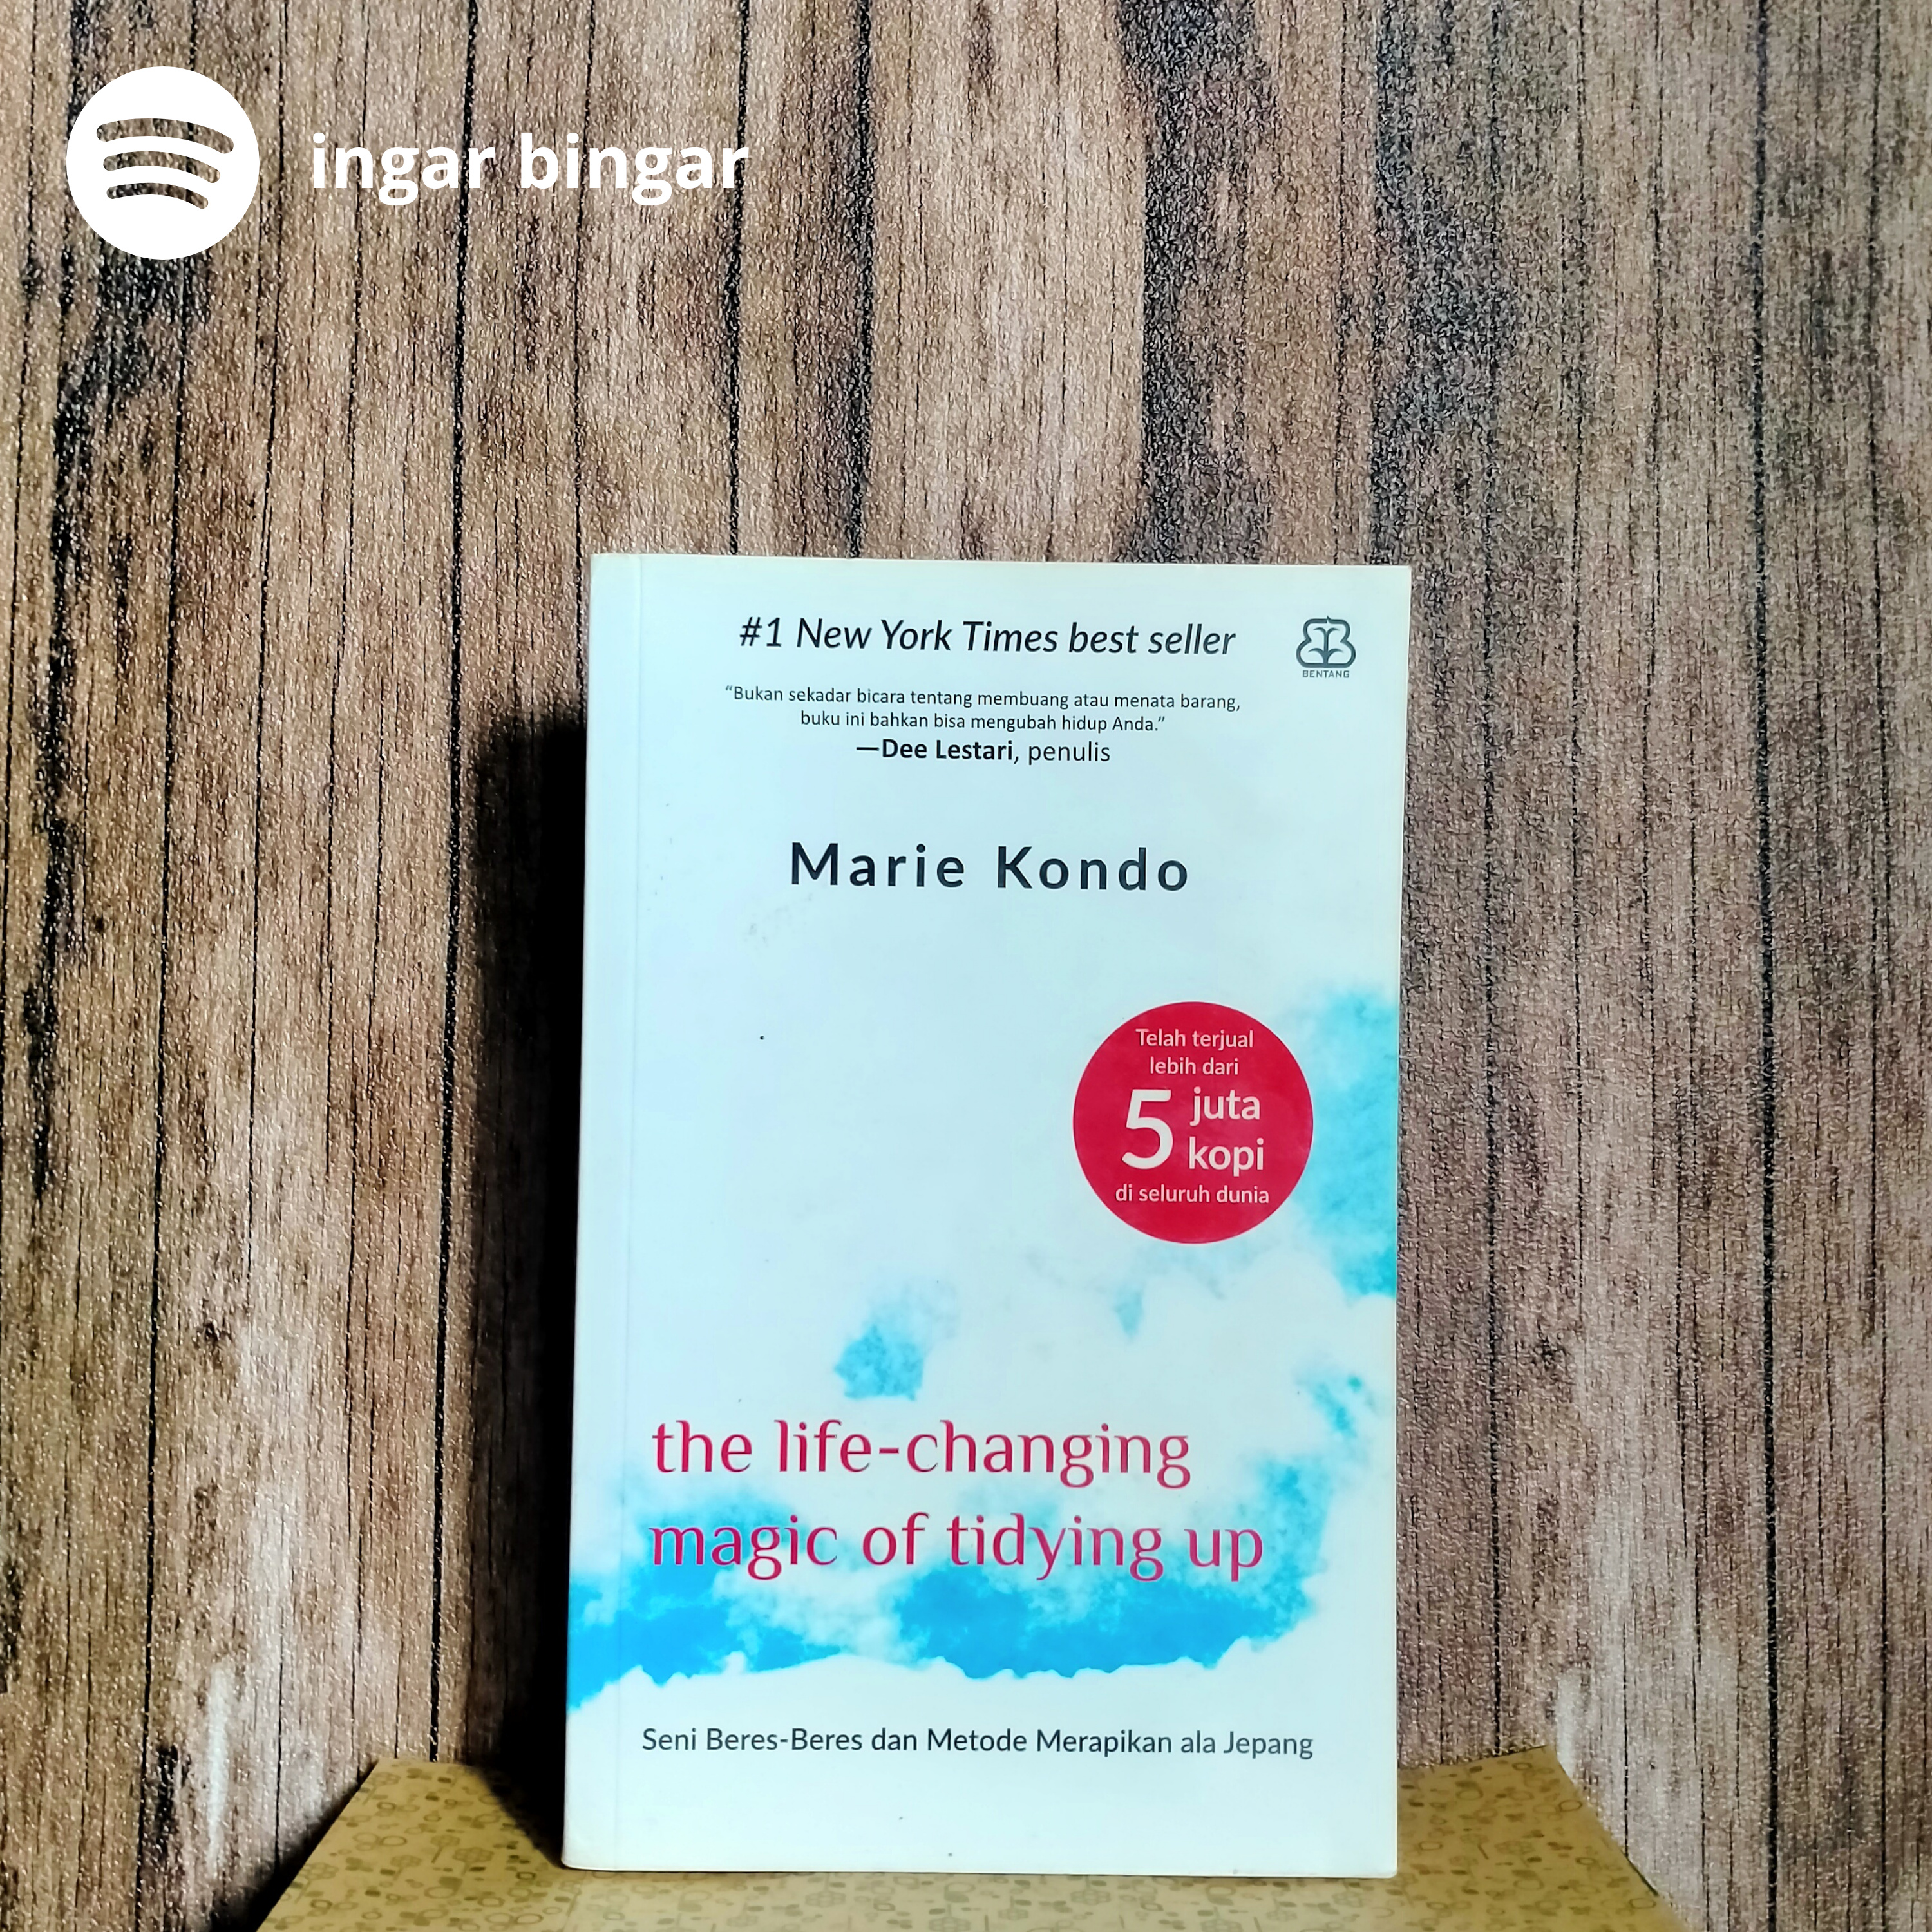 ingar bingar
#1 New York Times best seller
BENTANG
“Bukan sekadar bicara tentang membuang atau menata barang,
buku ini bahkan bisa mengubah hidup Anda.”
—Dee Lestari, penulis
Marie Kondo
Telah terjual
lebih dari
5 juta
kopi
di seluruh dunia
the life-changing
magic of tidying up
Seni Beres-Beres dan Metode Merapikan ala Jepang